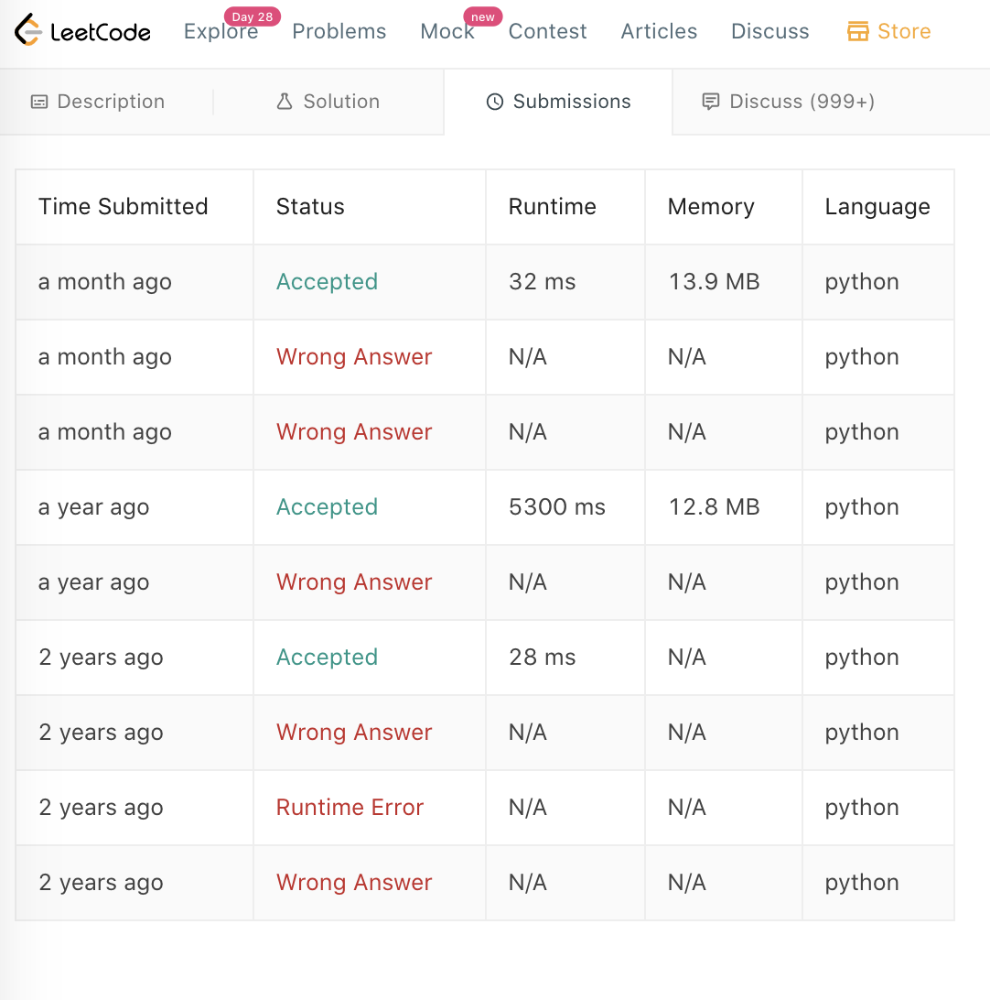 Day 28 new
LeetCode Explore Problems Mock Contest Articles Discuss Store
Description Solution Submissions Discuss (999+)
Time Submitted Status Runtime Memory Language
a month ago Accepted 32 ms 13.9 MB python
a month ago Wrong Answer N/A N/A python
a month ago Wrong Answer N/A N/A python
a year ago Accepted 5300 ms 12.8 MB python
a year ago Wrong Answer N/A N/A python
2 years ago Accepted 28 ms N/A python
2 years ago Wrong Answer N/A N/A python
2 years ago Runtime Error N/A N/A python
2 years ago Wrong Answer N/A N/A python